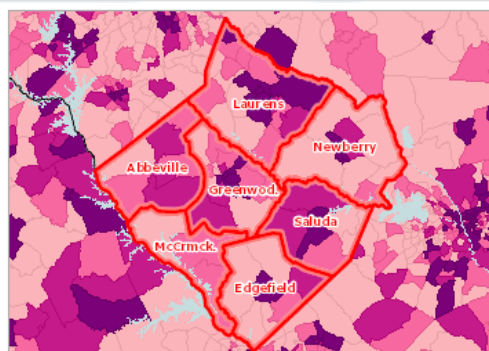 Laurens
Newberry
Abbeville
Greenwod.
Saluda
McCrmck.
Edgefield